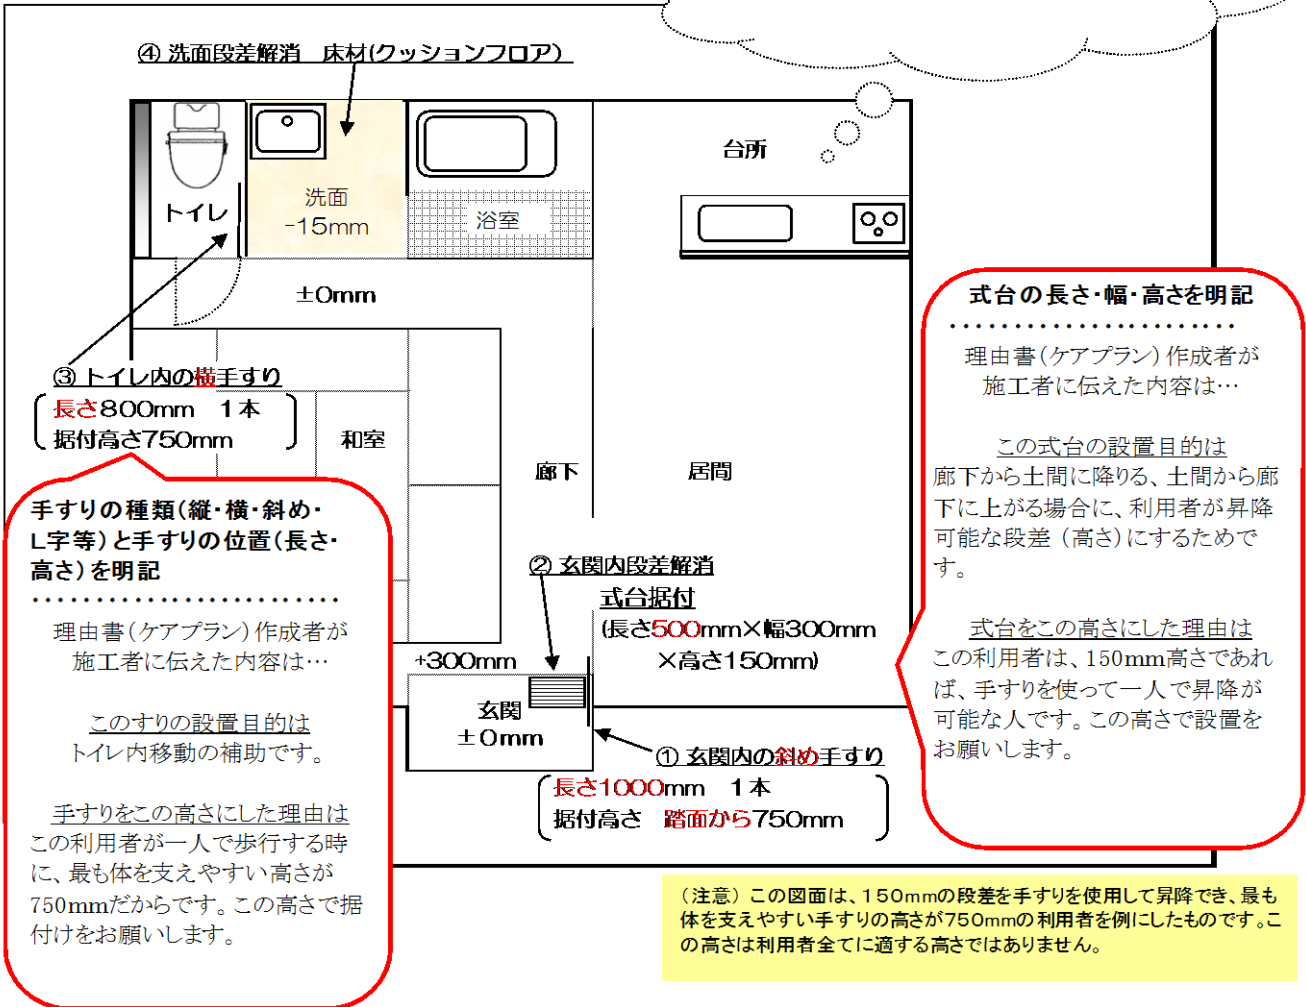 ④ 洗面段差解消　床材(クッションフロア)
台所
トイレ
洗面
-15mm
浴室
±0mm
③ トイレ内の横手すり
長さ800mm　1本
据付高さ750mm
和室
廊下
居間
② 玄関内段差解消
式台据付
(長さ500mm×幅300mm
×高さ150mm)
+300mm
玄関
±0mm
① 玄関内の斜め手すり
長さ1000mm　1本
据付高さ　踏面から750mm
手すりの種類(縦・横・斜め・
L字等)と手すりの位置(長さ・
高さ)を明記
・・・・・・・・・・・・・・・・・・・・・・・・
理由書(ケアプラン)作成者が
施工者に伝えた内容は…
このすりの設置目的は
トイレ内移動の補助です。
手すりをこの高さにした理由は
この利用者が一人で歩行する時
に、最も体を支えやすい高さが
750mmだからです。この高さで据
付けをお願いします。
式台の長さ・幅・高さを明記
・・・・・・・・・・・・・・・・・・・・・・
理由書(ケアプラン)作成者が
施工者に伝えた内容は…
この式台の設置目的は
廊下から土間に降りる、土間から廊
下に上がる場合に、利用者が昇降
可能な段差 (高さ)にするためで
す。
式台をこの高さにした理由は
この利用者は、150mm高さであれ
ば、手すりを使って一人で昇降が
可能な人です。この高さで設置を
お願いします。
(注意) この図面は、150mmの段差を手すりを使用して昇降でき、最も
体を支えやすい手すりの高さが750mmの利用者を例にしたものです。こ
の高さは利用者全てに適する高さではありません。